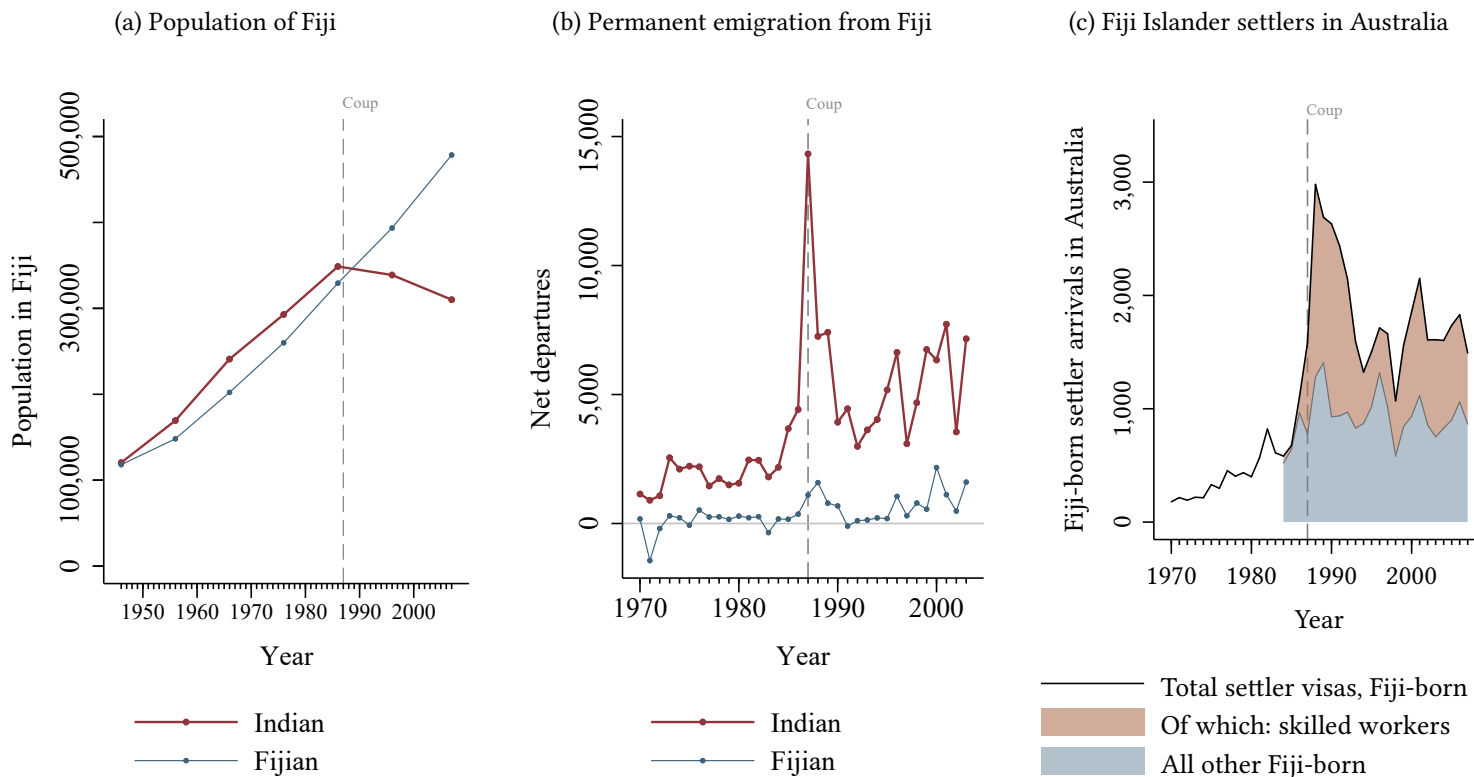 (a) Population of Fiji
Coup
500,000
300,000
100,000
0
Population in Fiji
1950 1960 1970 1980 1990 2000
Year
Indian
Fijian
(b) Permanent emigration from Fiji
Coup
15,000
10,000
5,000
0
Net departures
1970 1980 1990 2000
Year
Indian
Fijian
(c) Fiji Islander settlers in Australia
Coup
3,000
2,000
1,000
0
Fiji-born settler arrivals in Australia
1970 1980 1990 2000
Year
Total settler visas, Fiji-born
Of which: skilled workers
All other Fiji-born